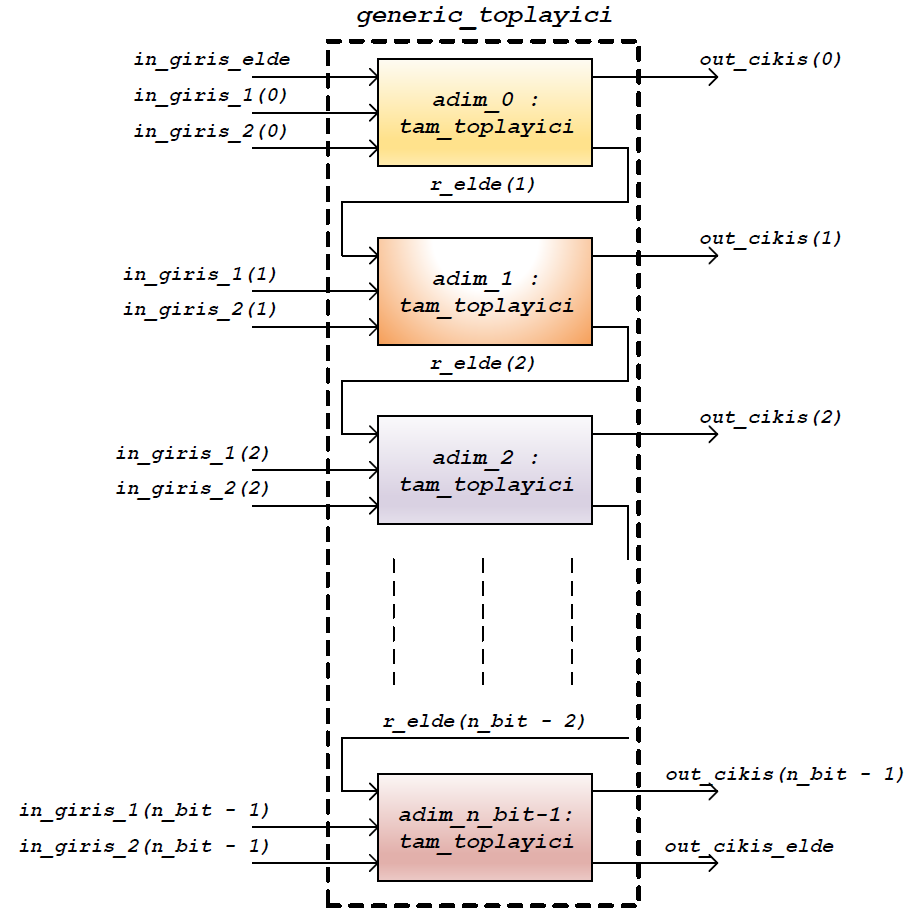 generic_toplayici
in_giris_elde
in_giris_1(0)
in_giris_2(0)
adim_0 :
tam_toplayici
out_cikis(0)
r_elde(1)
in_giris_1(1)
in_giris_2(1)
adim_1 :
tam_toplayici
out_cikis(1)
r_elde(2)
in_giris_1(2)
in_giris_2(2)
adim_2 :
tam_toplayici
out_cikis(2)
r_elde(n_bit - 2)
in_giris_1(n_bit - 1)
in_giris_2(n_bit - 1)
adim_n_bit-1:
tam_toplayici
out_cikis(n_bit - 1)
out_cikis_elde